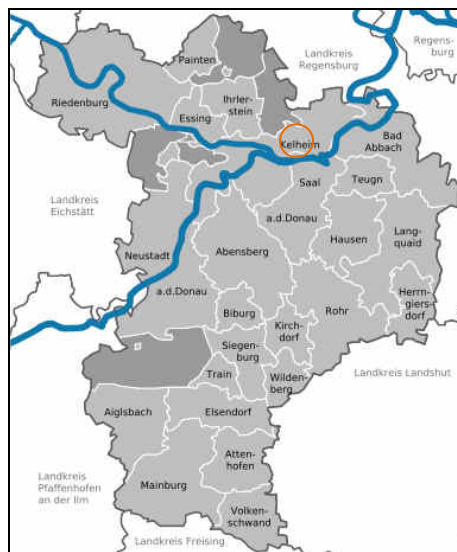 Landkreis
Regensburg
Regens-
burg
Painten
Riedenburg
Essing
Ihrler-
stein
Kelheim
Bad
Abbach
Saal
a.d.Donau
Teugn
Landkreis
Eichstätt
Neustadt
a.d.Donau
Abensberg
Hausen
Lang-
quaid
Biburg
Kirch-
dorf
Rohr
Herrn-
giers-
dorf
Siegen-
burg
Train
Wilden-
berg
Landkreis Landshut
Aiglsbach
Elsendorf
Atten-
hofen
Mainburg
Landkreis
Pfaffenhofen
an der Ilm
Volken-
schwand
Landkreis Freising